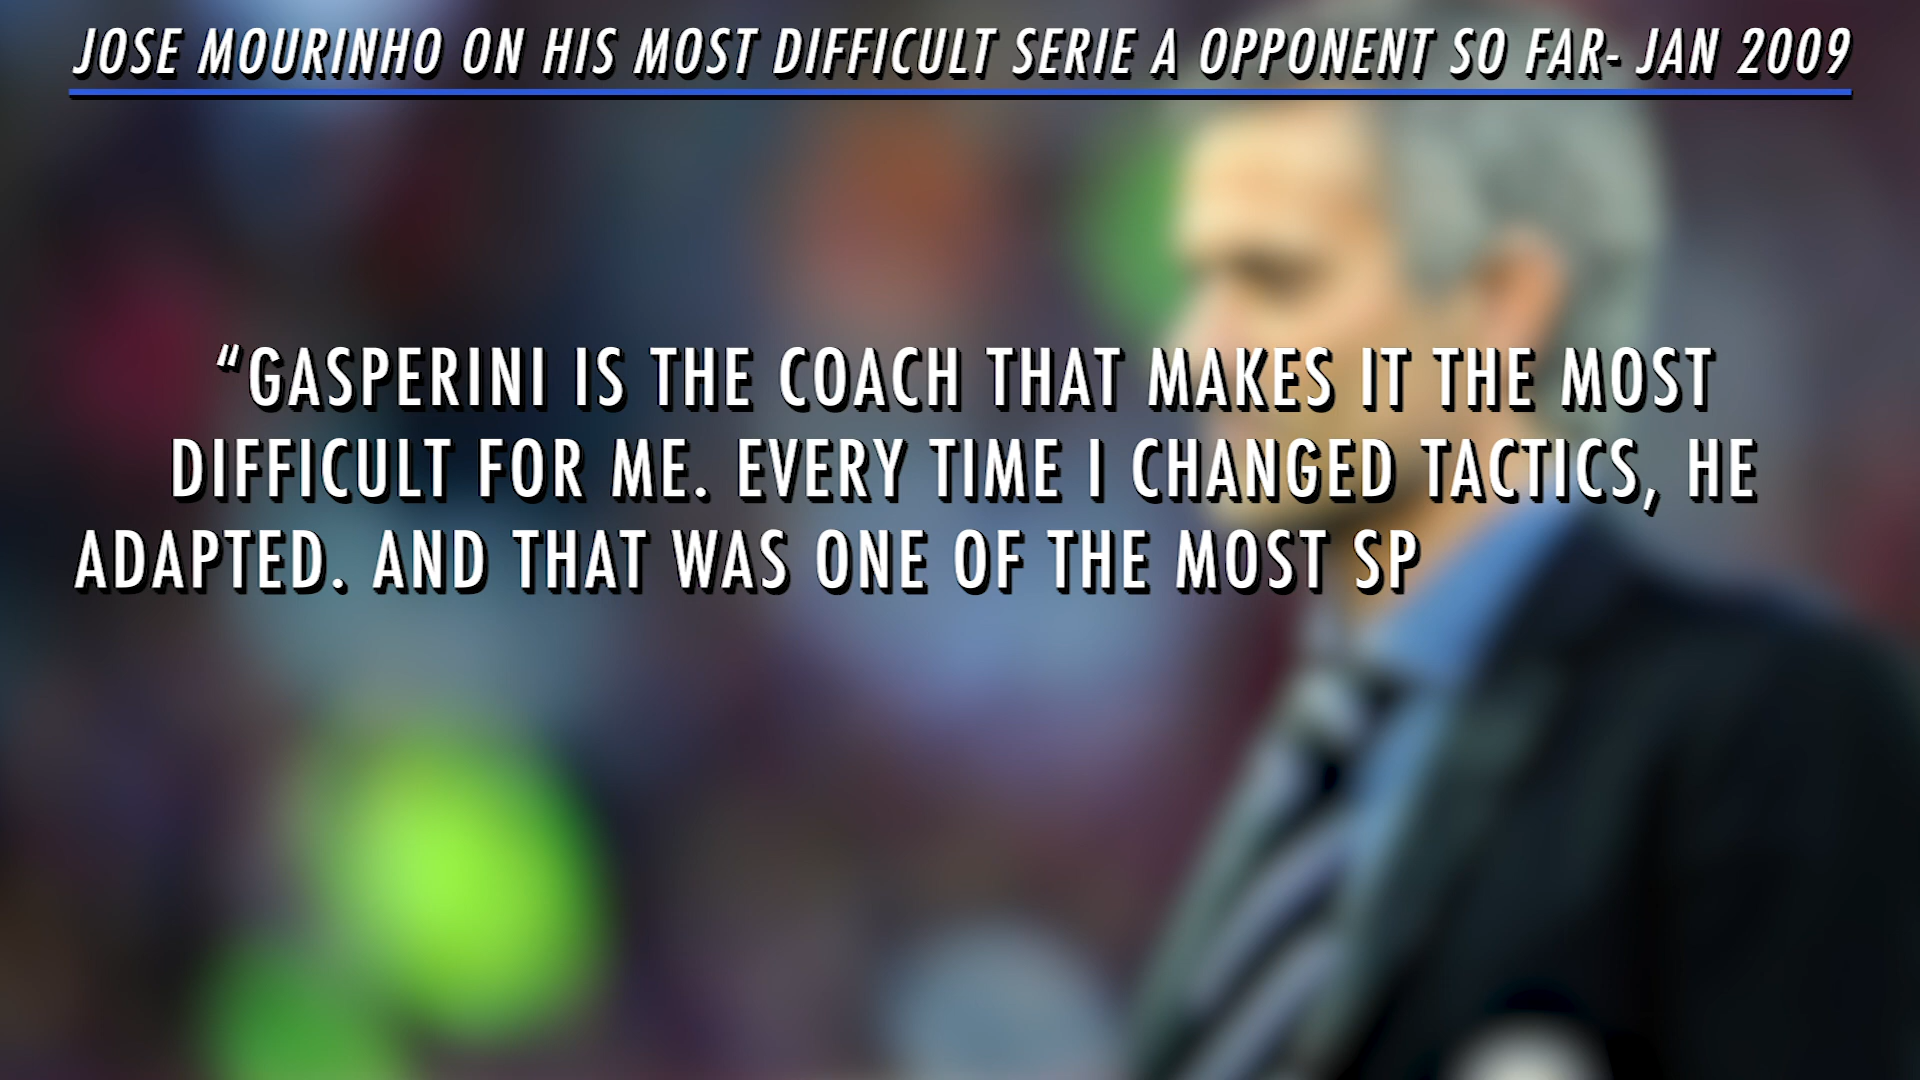 JOSE MOURINHO ON HIS MOST DIFFICULT SERIE A OPPONENT SO FAR- JAN 2009
“GASPERINI IS THE COACH THAT MAKES IT THE MOST
DIFFICULT FOR ME. EVERY TIME I CHANGED TACTICS, HE
ADAPTED. AND THAT WAS ONE OF THE MOST SP